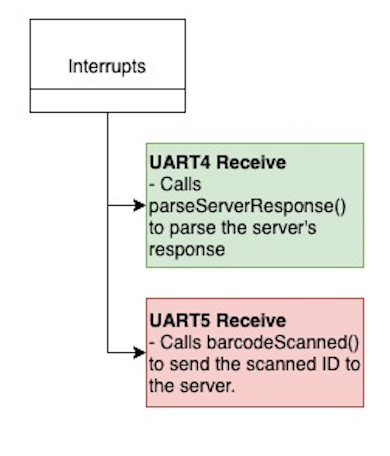 Interrupts
UART4 Receive
- Calls
parseServerResponse()
to parse the server's
response
UART5 Receive
- Calls barcodeScanned()
to send the scanned ID to
the server.